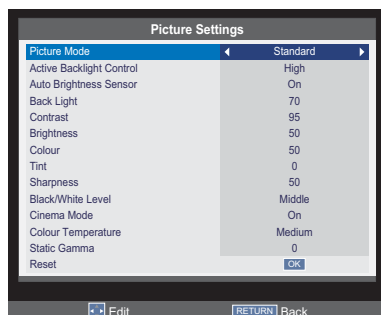 Picture Settings
Picture Mode Standard
Active Backlight Control High
Auto Brightness Sensor On
Back Light 70
Contrast 95
Brightness 50
Colour 50
Tint 0
Sharpness 50
Black/White Level Middle
Cinema Mode On
Colour Temperature Medium
Static Gamma 0
Reset OK
Edit RETURN Back